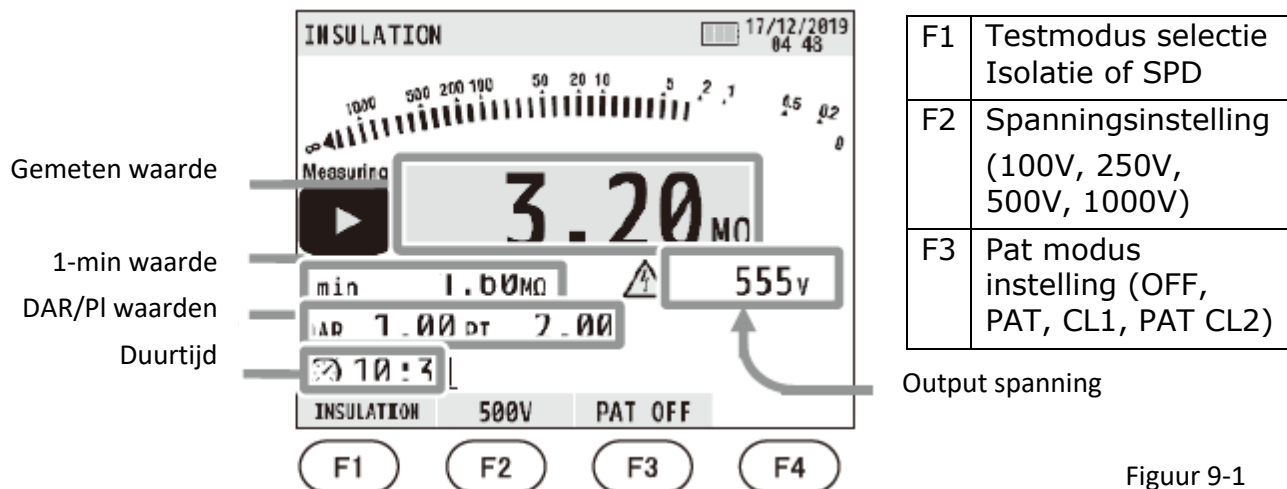 INSULATION
17/12/2019
04 48
∞ 1000 500 200 100 50 20 10 5 2 1 0.5 0.2 0
Gemeten waarde
Measuring
3.20MΩ
1-min waarde
min 1.60MΩ
555V
DAR/Pl waarden
1.00 2.00
Duurtijd
10:3
Output spanning
INSULATION 500V PAT OFF
F1 F2 F3 F4
F1 Testmodus selectie
Isolatie of SPD
F2 Spanningsinstelling
(100V, 250V,
500V, 1000V)
F3 Pat modus
instelling (OFF,
PAT, CL1, PAT CL2)
Figuur 9-1